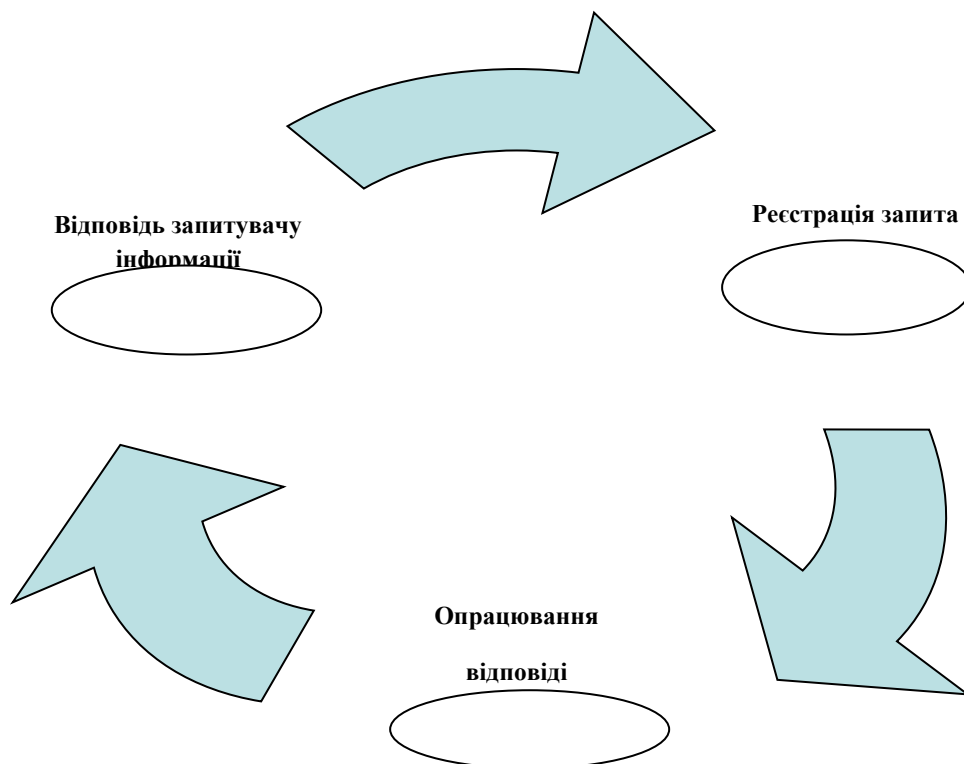 Відповідь запитувачу
інформації
Реєстрація запита
Опрацювання
відповіді